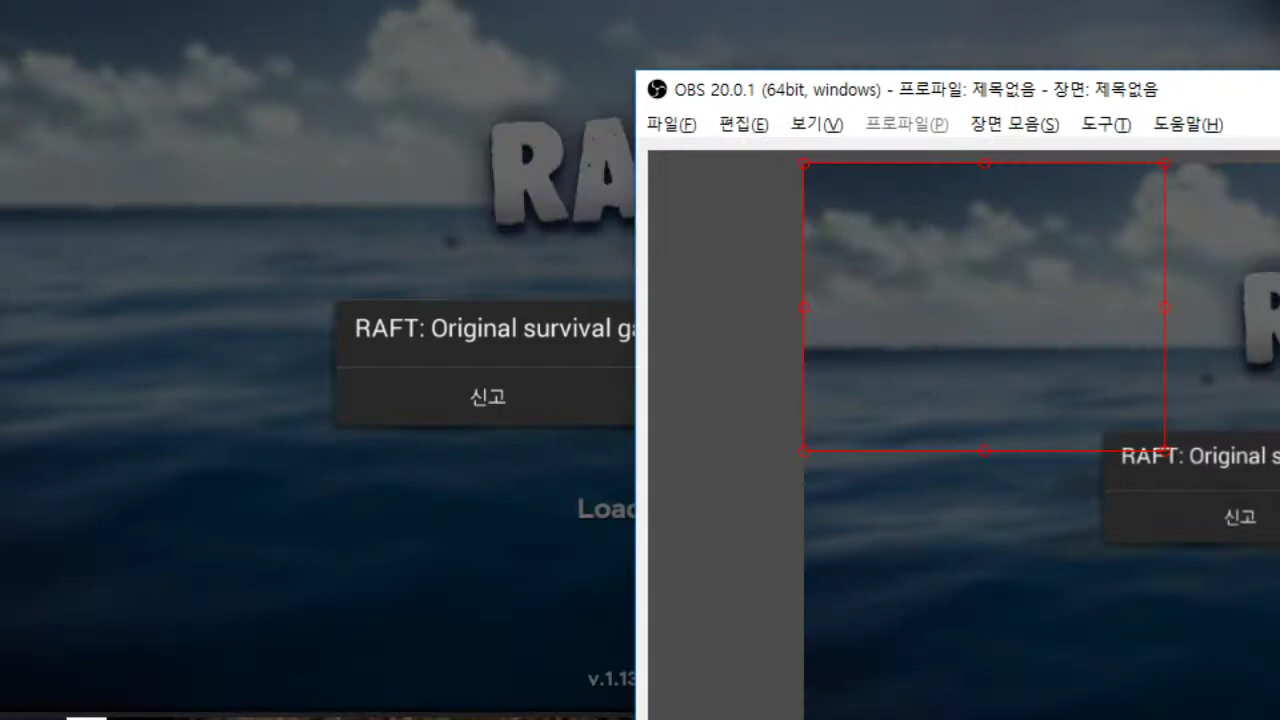 OBS 20.0.1 (64bit, windows) - 프로파일: 제목없음 - 장면: 제목없음
파일(F) 편집(E) 보기(V) 프로파일(P) 장면 모음(S) 도구(T) 도움말(H)
RA
RAFT: Original survival ga
신고
Load
v.1.13
R
RAFT: Original s
신고